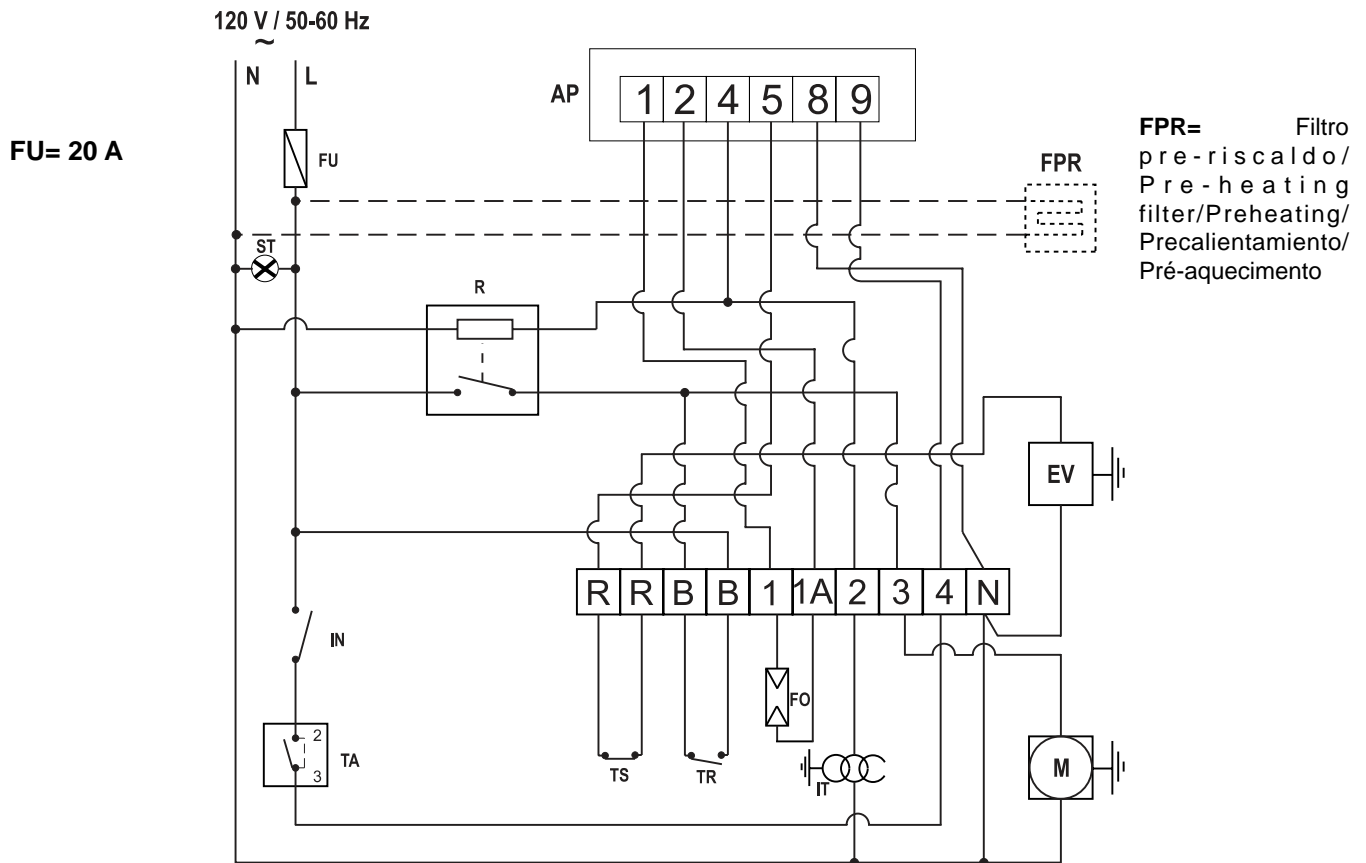 120 V / 50-60 Hz
~
N L
FU= 20 A
FU
AP
1 2 4 5 8 9
FPR
FPR= Filtro
pre-riscaldo/
Pre-heating
filter/Preheating/
Precalientamiento/
Pré-aquecimento
ST
R
EV
R R B B 1 1A 2 3 4 N
IN
FO
2
TA
3
TS
TR
IT
M